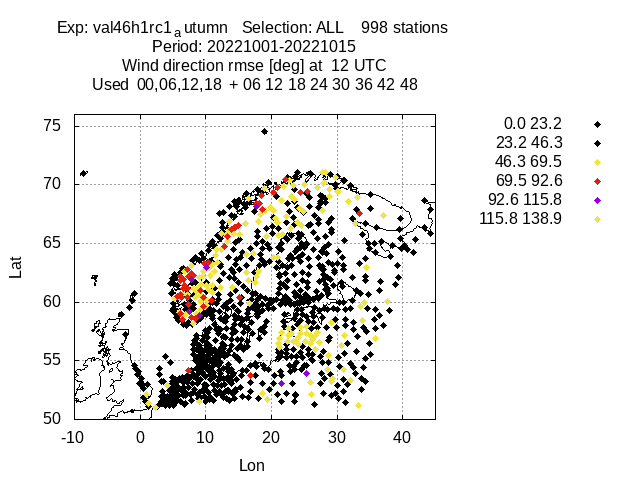 Exp: val46h1rc1a utumn Selection: ALL 998 stations
Period: 20221001-20221015
Wind direction rmse [deg] at 12 UTC
Used 00,06,12,18 + 06 12 18 24 30 36 42 48
0.0 23.2
23.2 46.3
46.3 69.5
69.5 92.6
92.6 115.8
115.8 138.9
75
70
65
60
55
50
Lat
-10 0 10 20 30 40
Lon